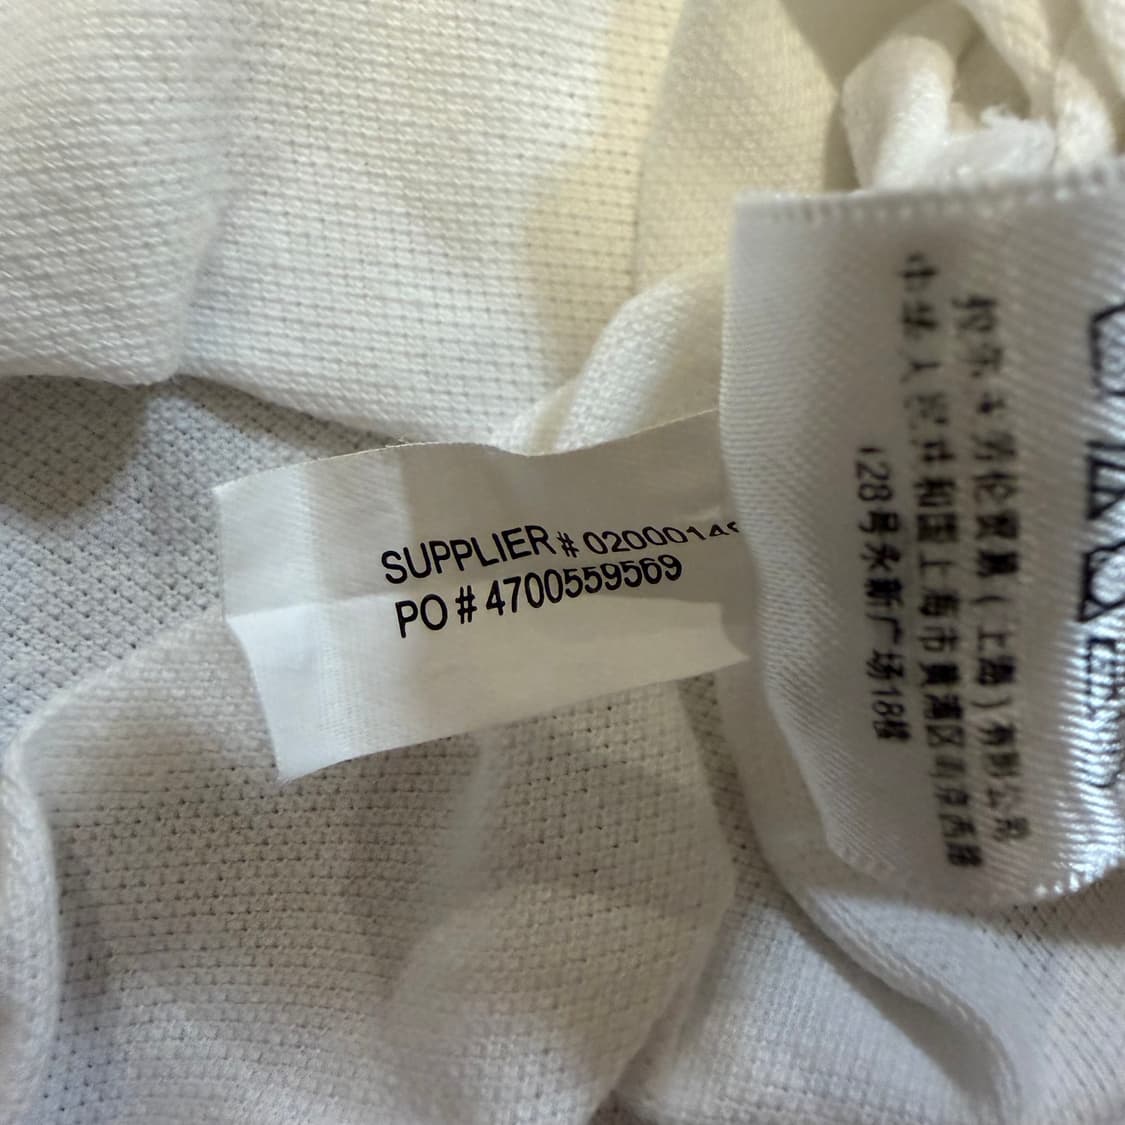 SUPPLIER # 0200014
PO # 4700559569
拉尔夫劳伦贸易(上海)有限公司
中华人民共和国上海市黄浦区南京西路
128号永新广场18楼